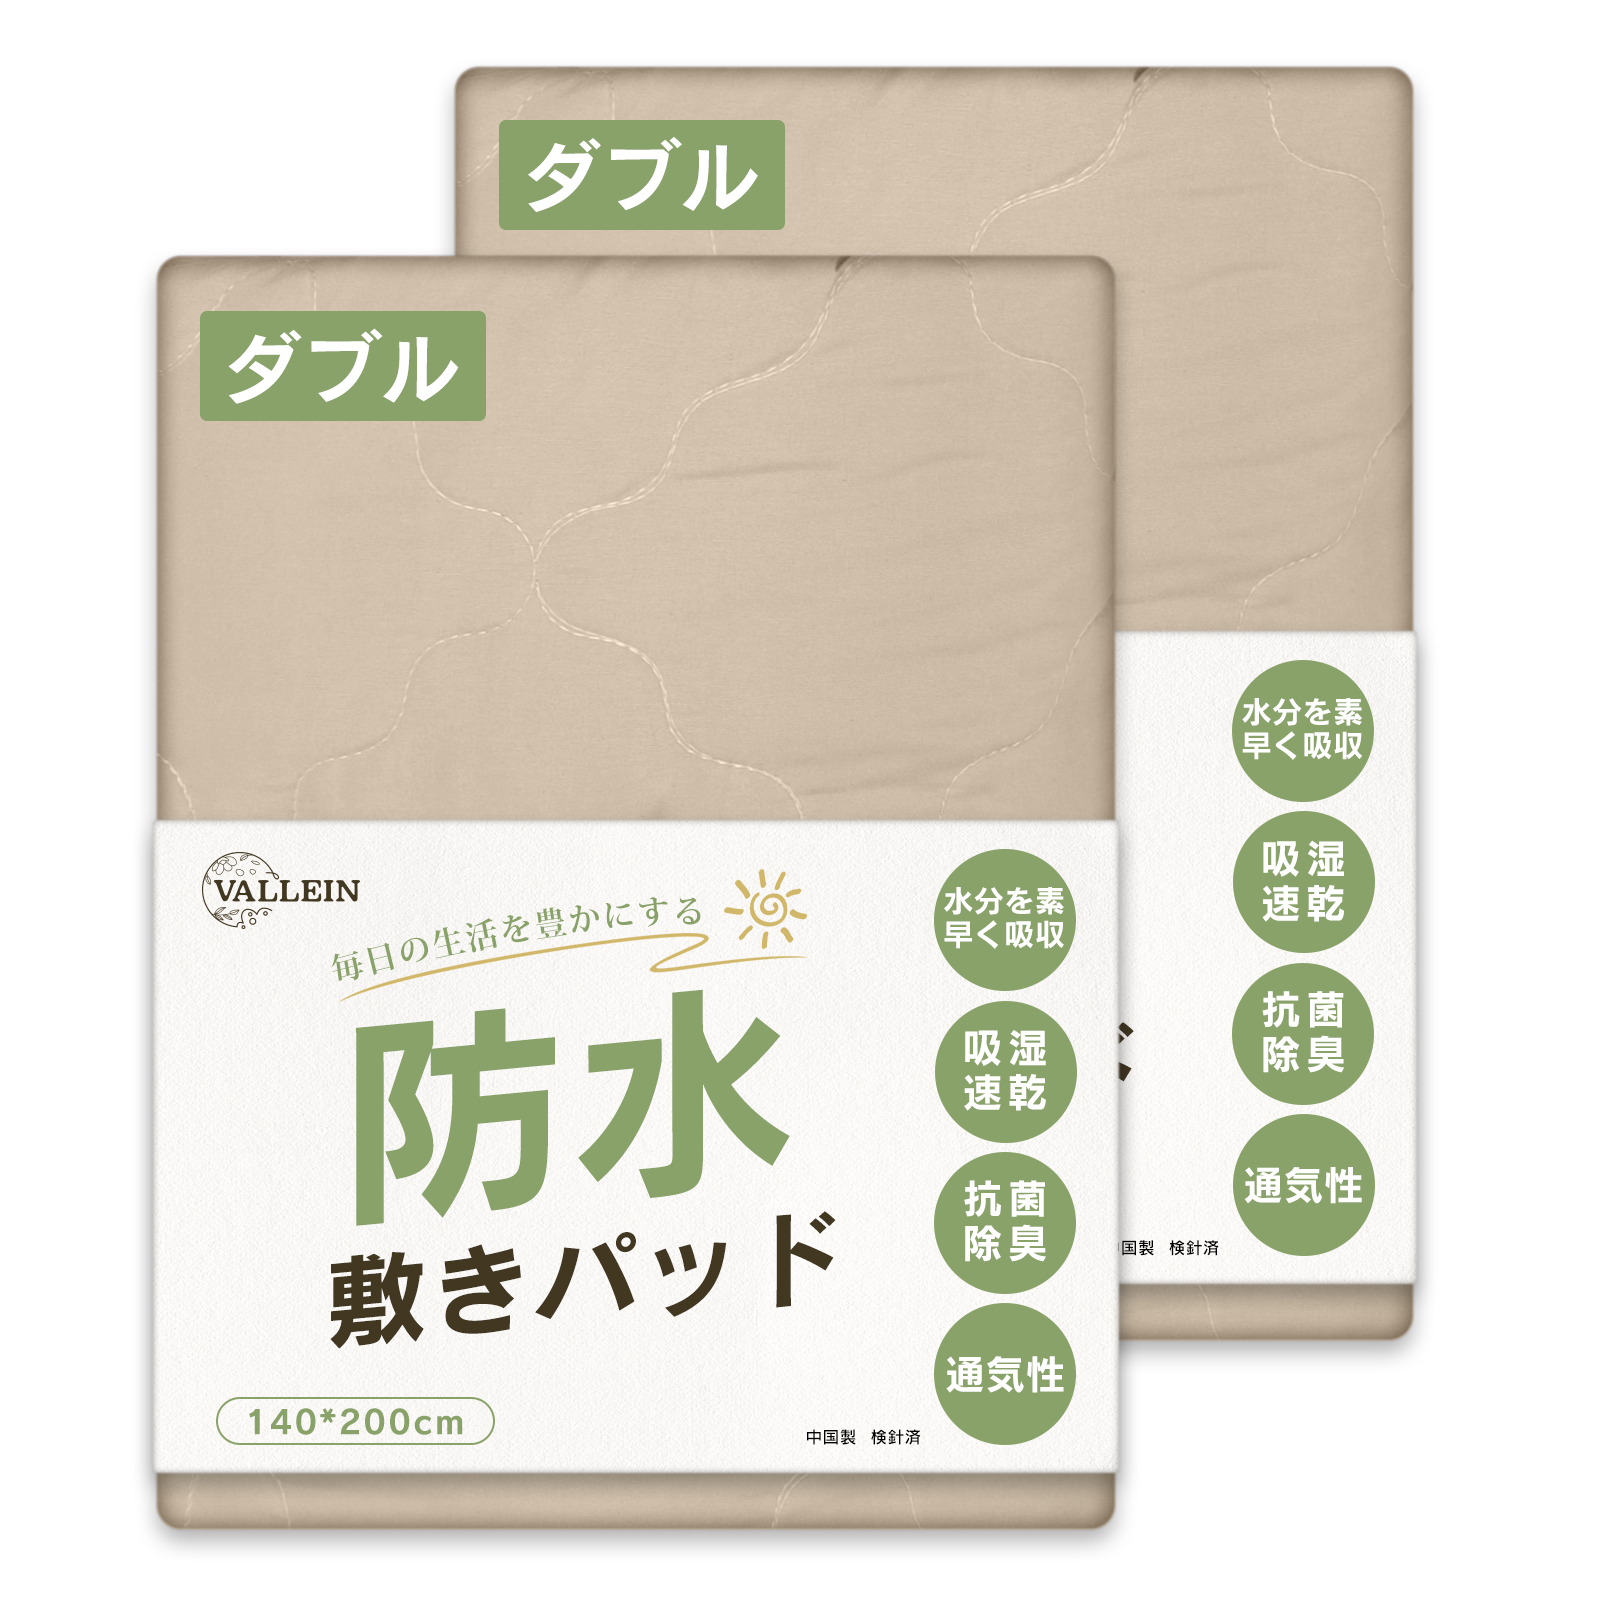 ダブル
ダブル
VALLEIN
毎日の生活を豊かにする
防水
敷きパッド
140*200cm
中国製 検針済
水分を素
早く吸収
吸湿
速乾
抗菌
除臭
通気性
水分を素
早く吸収
吸湿
速乾
抗菌
除臭
通気性
国製 検針済